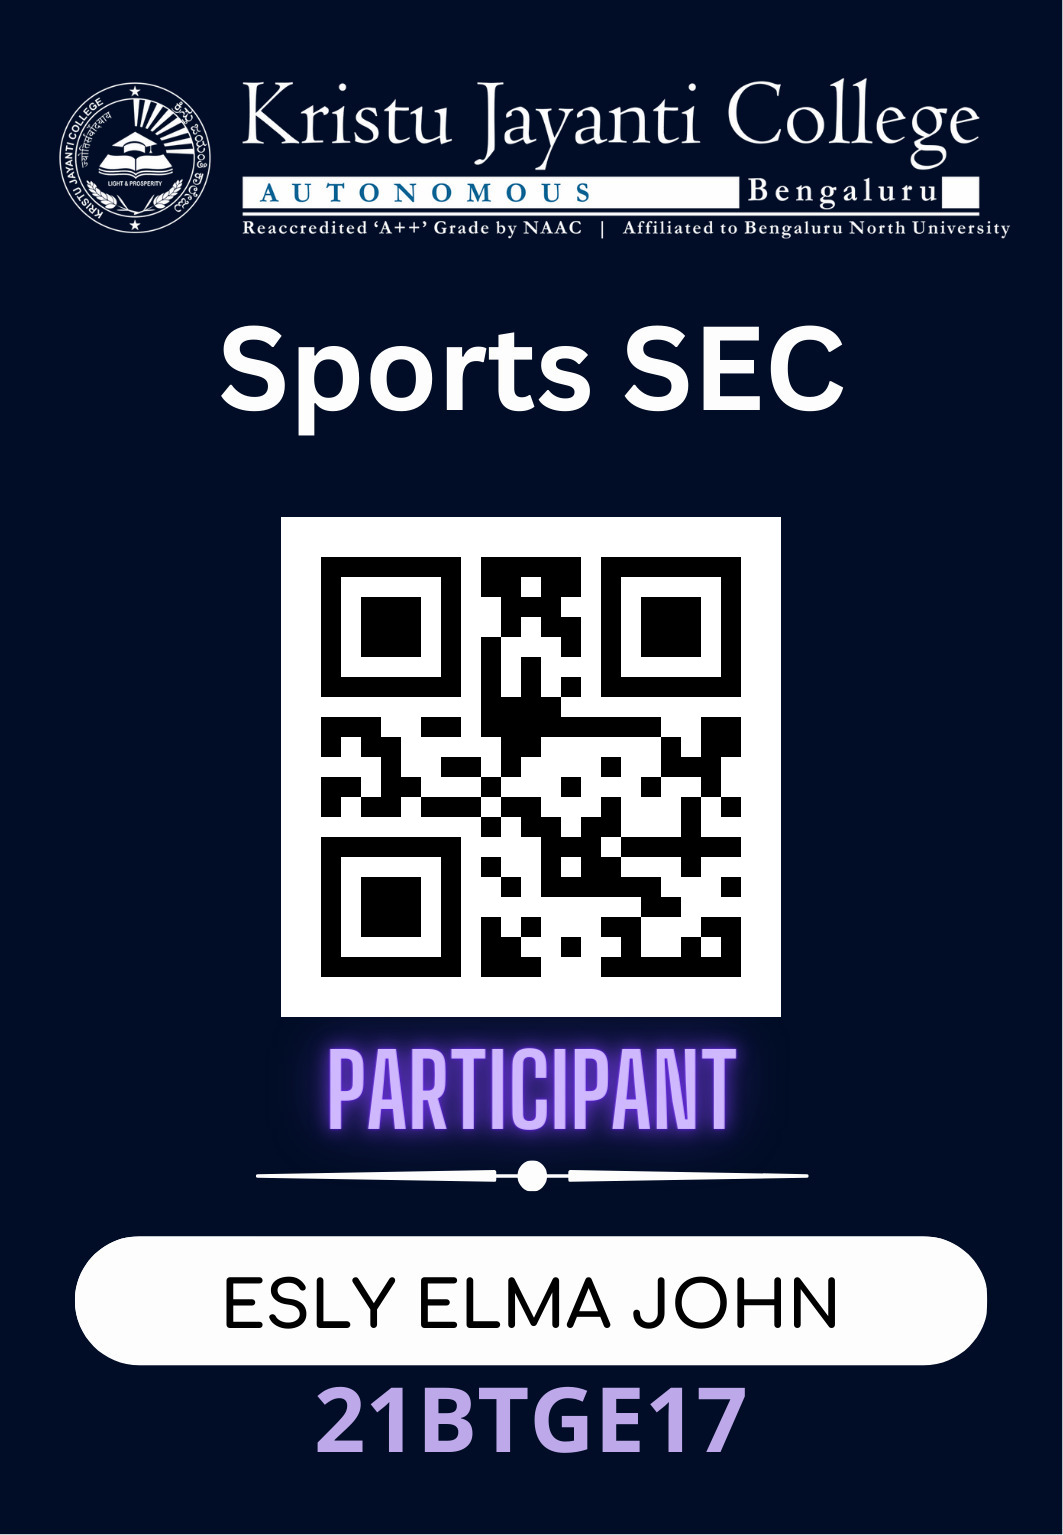 Kristu Jayanti College
AUTONOMOUS Bengaluru
Reaccredited ‘A++’ Grade by NAAC | Affiliated to Bengaluru North University
KRISTU JAYANTI COLLEGE
LIGHT & PROSPERITY
Sports SEC
PARTICIPANT
ESLY ELMA JOHN
21BTGE17